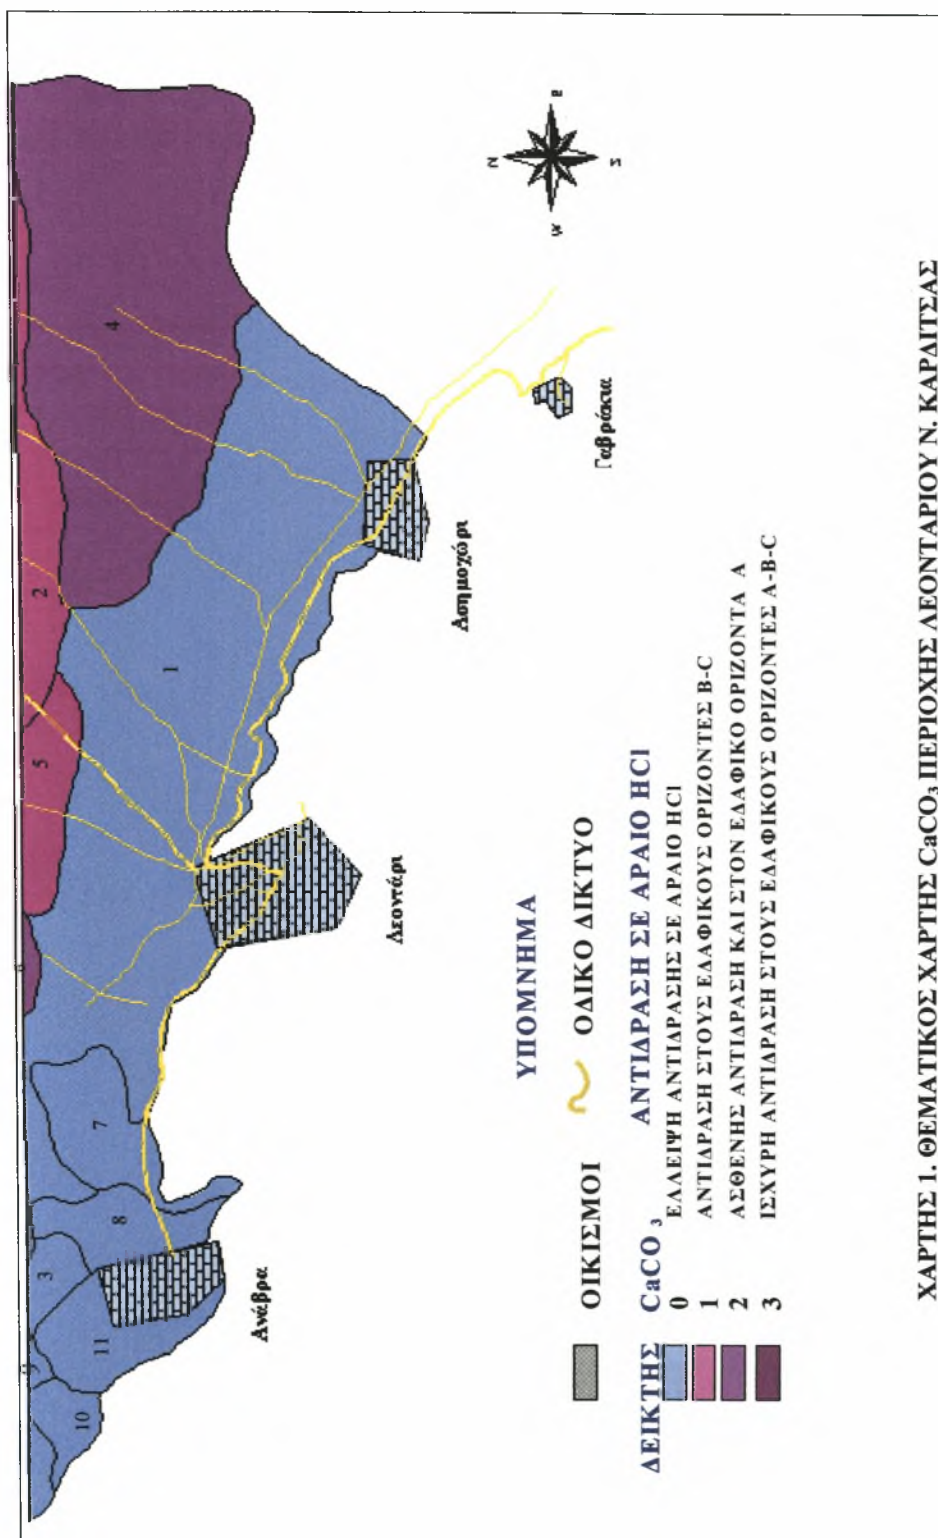 2
4
5
1
6
7
8
3
9
11
10
N
W
S
Ανάβρα
Λεοντάρι
Ασημοχώρι
Γαβράκια
ΥΠΟΜΝΗΜΑ
ΟΙΚΙΣΜΟΙ ΟΔΙΚΟ ΔΙΚΤΥΟ
ΔΕΙΚΤΗΣ CaCO3 ΑΝΤΙΔΡΑΣΗ ΣΕ ΑΡΑΙΟ HCl
0 ΕΛΛΕΙΨΗ ΑΝΤΙΔΡΑΣΗΣ ΣΕ ΑΡΑΙΟ HCl
1 ΑΝΤΙΔΡΑΣΗ ΣΤΟΥΣ ΕΔΑΦΙΚΟΥΣ ΟΡΙΖΟΝΤΕΣ B-C
2 ΑΣΘΕΝΗΣ ΑΝΤΙΔΡΑΣΗ ΚΑΙ ΣΤΟΝ ΕΔΑΦΙΚΟ ΟΡΙΖΟΝΤΑ A
3 ΙΣΧΥΡΗ ΑΝΤΙΔΡΑΣΗ ΣΤΟΥΣ ΕΔΑΦΙΚΟΥΣ ΟΡΙΖΟΝΤΕΣ A-B-C
ΧΑΡΤΗΣ 1. ΘΕΜΑΤΙΚΟΣ ΧΑΡΤΗΣ CaCO3 ΠΕΡΙΟΧΗΣ ΛΕΟΝΤΑΡΙΟΥ Ν. ΚΑΡΔΙΤΣΑΣ